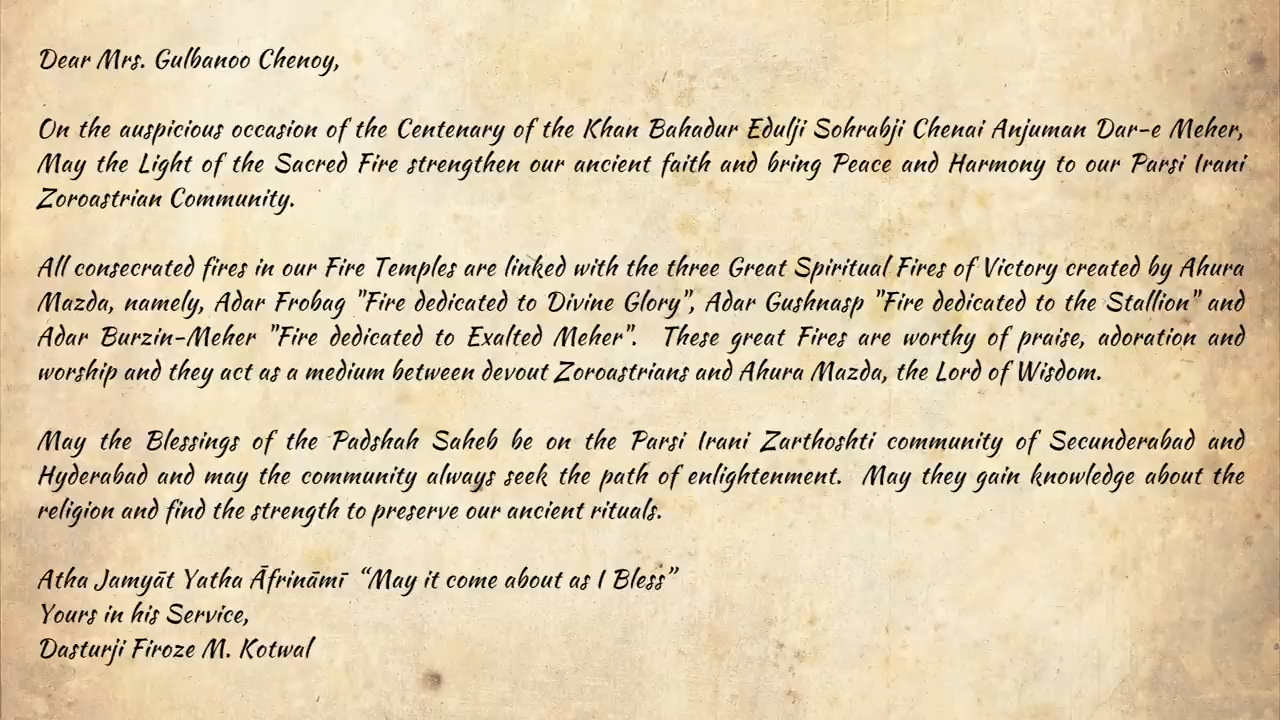 Dear Mrs. Gulbanoo Chenoy,
On the auspicious occasion of the Centenary of the Khan Bahadur Edulji Sohrabji Chenai Anjuman Dar-e Meher,
May the Light of the Sacred Fire strengthen our ancient faith and bring Peace and Harmony to our Parsi Irani
Zoroastrian Community.
All consecrated fires in our Fire Temples are linked with the three Great Spiritual Fires of Victory created by Ahura
Mazda, namely, Adar Frobag "Fire dedicated to Divine Glory", Adar Gushnasp "Fire dedicated to the Stallion" and
Adar Burzin-Meher "Fire dedicated to Exalted Meher".  These great Fires are worthy of praise, adoration and
worship and they act as a medium between devout Zoroastrians and Ahura Mazda, the Lord of Wisdom.
May the Blessings of the Padshah Saheb be on the Parsi Irani Zarthoshti community of Secunderabad and
Hyderabad and may the community always seek the path of enlightenment.  May they gain knowledge about the
religion and find the strength to preserve our ancient rituals.
Atha Jamyāt Yatha Āfrināmī “May it come about as I Bless”
Yours in his Service,
Dasturji Firoze M. Kotwal